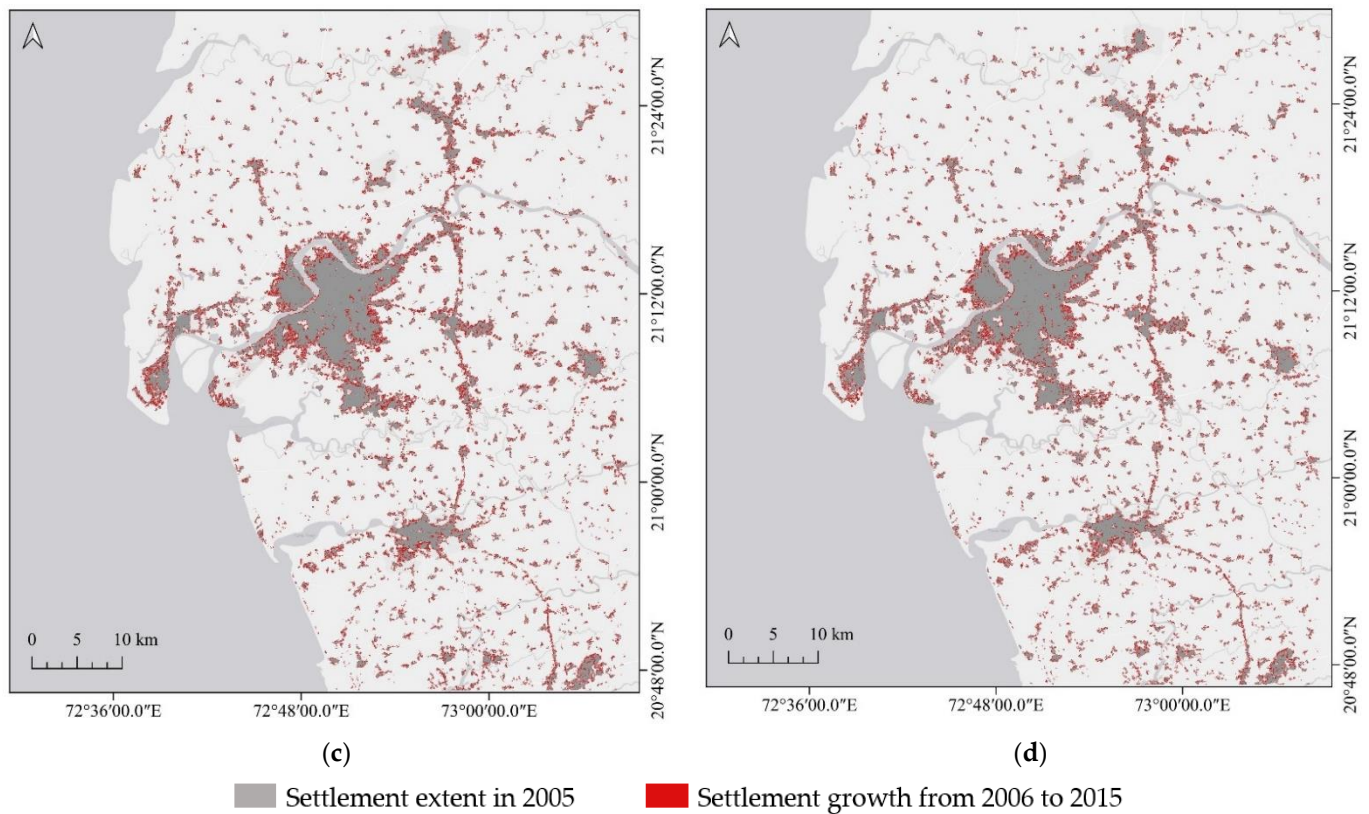 21°24′00.0″N
21°12′00.0″N
21°00′00.0″N
20°48′00.0″N
0 5 10 km
72°36′00.0″E 72°48′00.0″E 73°00′00.0″E
(c)
21°24′00.0″N
21°12′00.0″N
21°00′00.0″N
20°48′00.0″N
0 5 10 km
72°36′00.0″E 72°48′00.0″E 73°00′00.0″E
(d)
Settlement extent in 2005
Settlement growth from 2006 to 2015